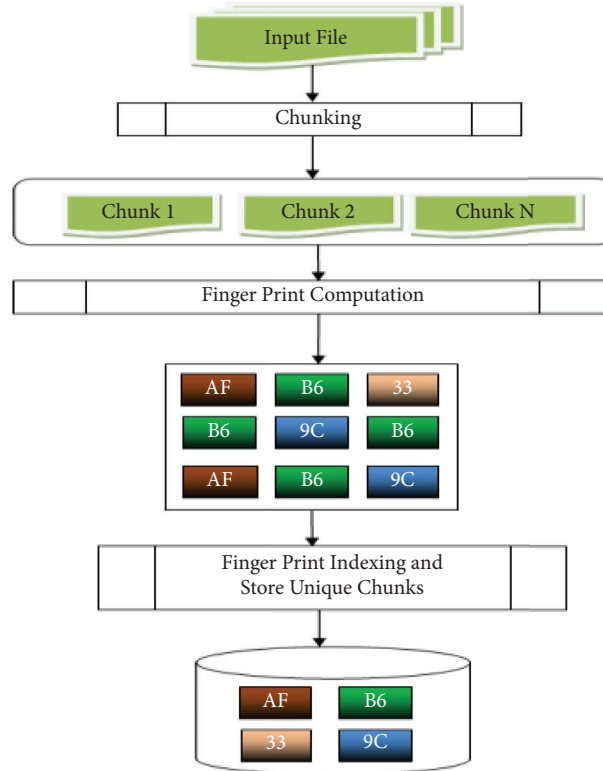 Input File
Chunking
Chunk 1 Chunk 2 Chunk N
Finger Print Computation
AF B6 33
B6 9C B6
AF B6 9C
Finger Print Indexing and
Store Unique Chunks
AF B6
33 9C